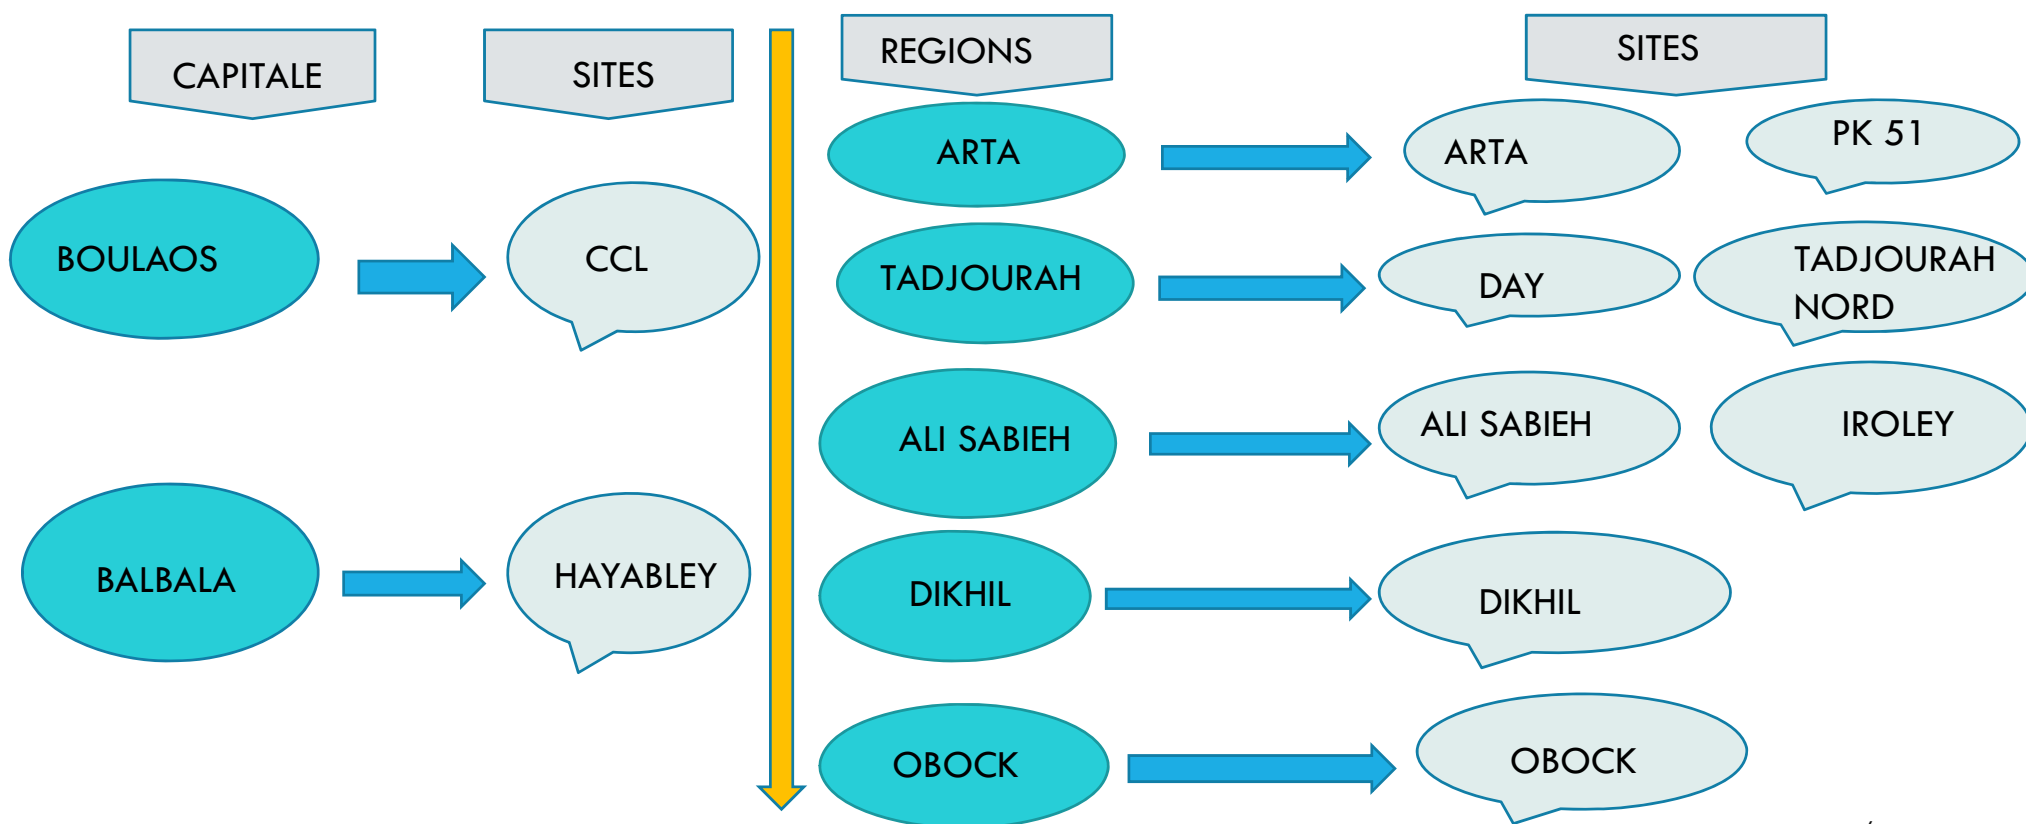 CAPITALE
SITES
BOULAOS
CCL
BALBALA
HAYABLEY
REGIONS
SITES
ARTA
ARTA
PK 51
TADJOURAH
DAY
TADJOURAH
NORD
ALI SABIEH
ALI SABIEH
IROLEY
DIKHIL
DIKHIL
OBOCK
OBOCK